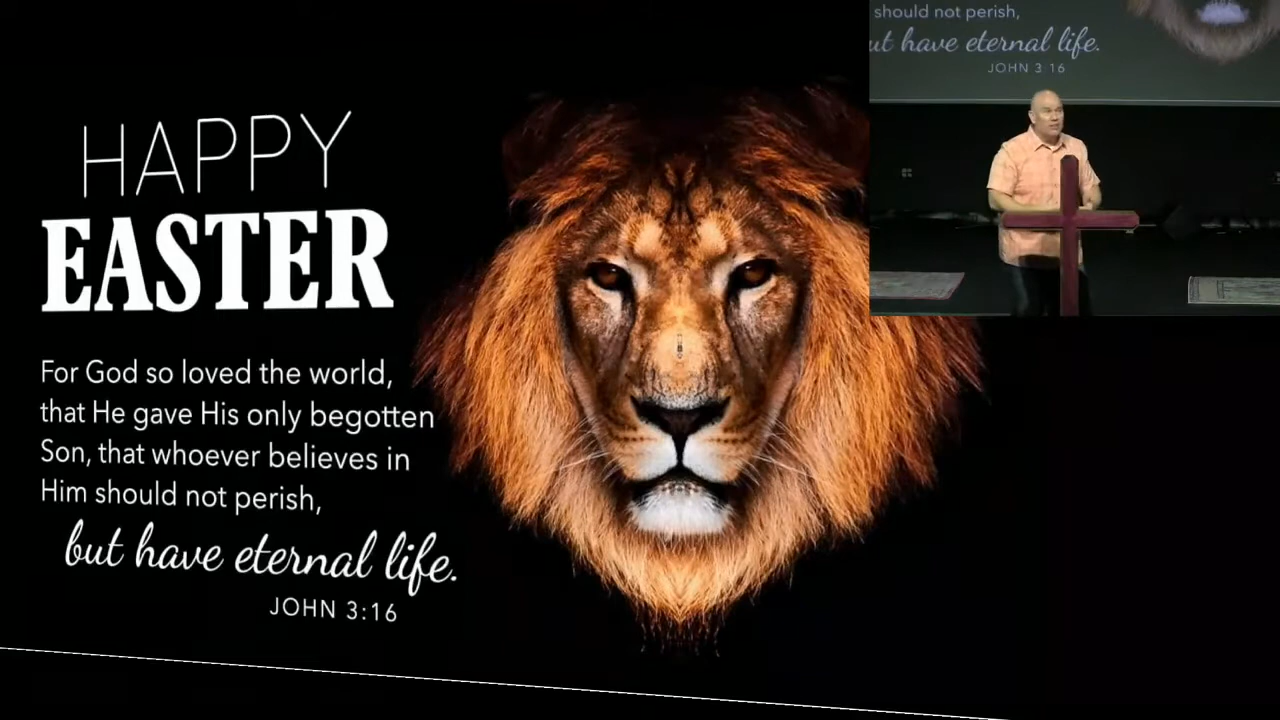 HAPPY
EASTER
For God so loved the world,
that He gave His only begotten
Son, that whoever believes in
Him should not perish,
but have eternal life.
JOHN 3:16
should not perish,
ut have eternal life.
JOHN 3:16